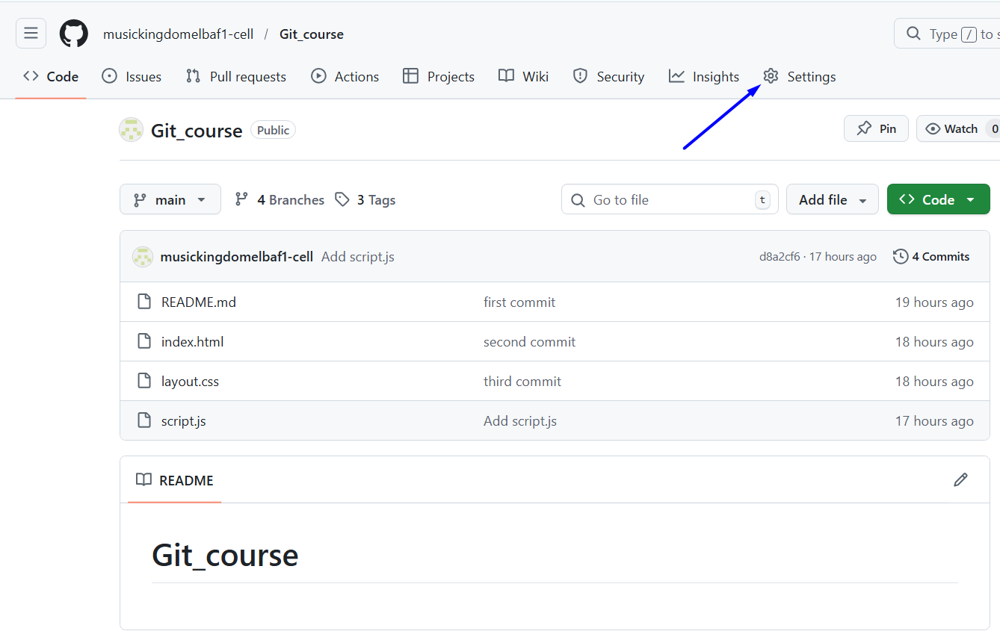 musickingdomelbaf1-cell / Git_course Type / to s
Code Issues Pull requests Actions Projects Wiki Security Insights Settings
Git_course Public Pin Watch 0
main 4 Branches 3 Tags Go to file t Add file Code
musickingdomelbaf1-cell Add script.js d8a2cf6 · 17 hours ago 4 Commits
README.md first commit 19 hours ago
index.html second commit 18 hours ago
layout.css third commit 18 hours ago
script.js Add script.js 17 hours ago
README
Git_course